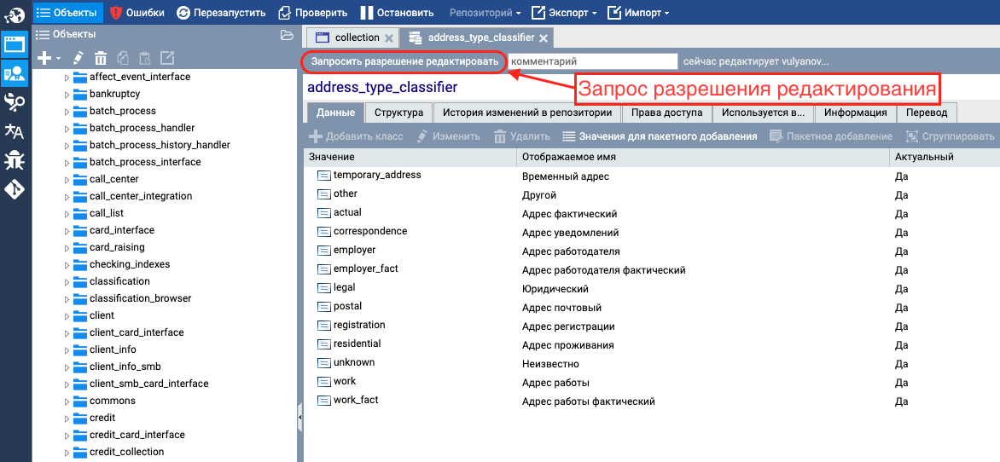 Объекты Ошибки Перезапустить Проверить Остановить Репозиторий Экспорт Импорт
Объекты
collection address_type_classifier
Запросить разрешение редактировать комментарий сейчас редактирует vulyanov...
Запрос разрешения редактирования
address_type_classifier
Данные Структура История изменений в репозитории Права доступа Используется в... Информация Перевод
Добавить класс Изменить Удалить Значения для пакетного добавления Пакетное добавление Сгруппировать
Значение Отображаемое имя Актуальный
temporary_address Временный адрес Да
other Другой Да
actual Адрес фактический Да
correspondence Адрес уведомлений Да
employer Адрес работодателя Да
employer_fact Адрес работодателя фактический Да
legal Юридический Да
postal Адрес почтовый Да
registration Адрес регистрации Да
residential Адрес проживания Да
unknown Неизвестно Да
work Адрес работы Да
work_fact Адрес работы фактический Да
affect_event_interface
bankruptcy
batch_process
batch_process_handler
batch_process_history_handler
batch_process_interface
call_center
call_center_integration
call_list
card_interface
card_raising
checking_indexes
classification
classification_browser
client
client_card_interface
client_info
client_info_smb
client_smb_card_interface
commons
credit
credit_card_interface
credit_collection